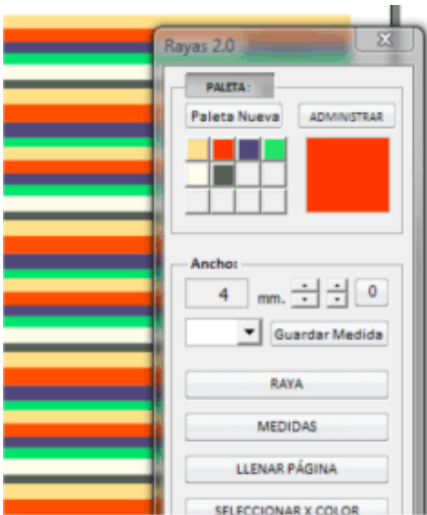 Rayas 2.0
PALETA:
Paleta Nueva ADMINISTRAR
Ancho:
4 mm. 0
Guardar Medida
RAYA
MEDIDAS
LLENAR PÁGINA
SELECCIONAR X COLOR